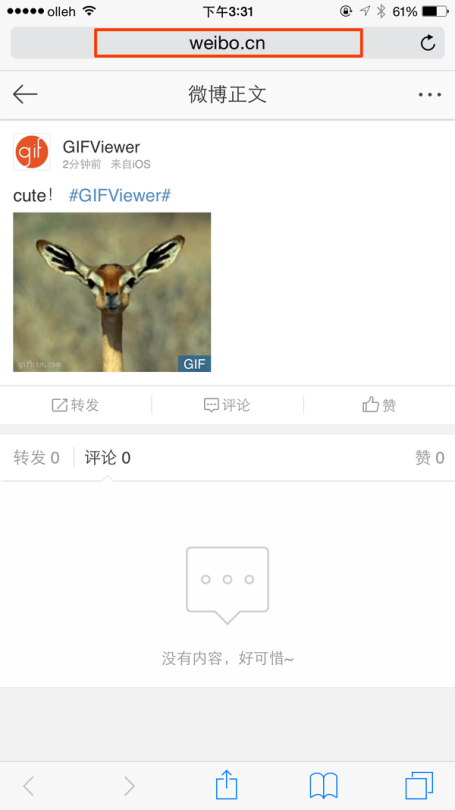 olleh 下午3:31 61%
weibo.cn
微博正文
gif GIFViewer
2分钟前 来自iOS
cute! #GIFViewer#
gifbin.com GIF
转发 评论 赞
转发 0 评论 0 赞 0
没有内容，好可惜~